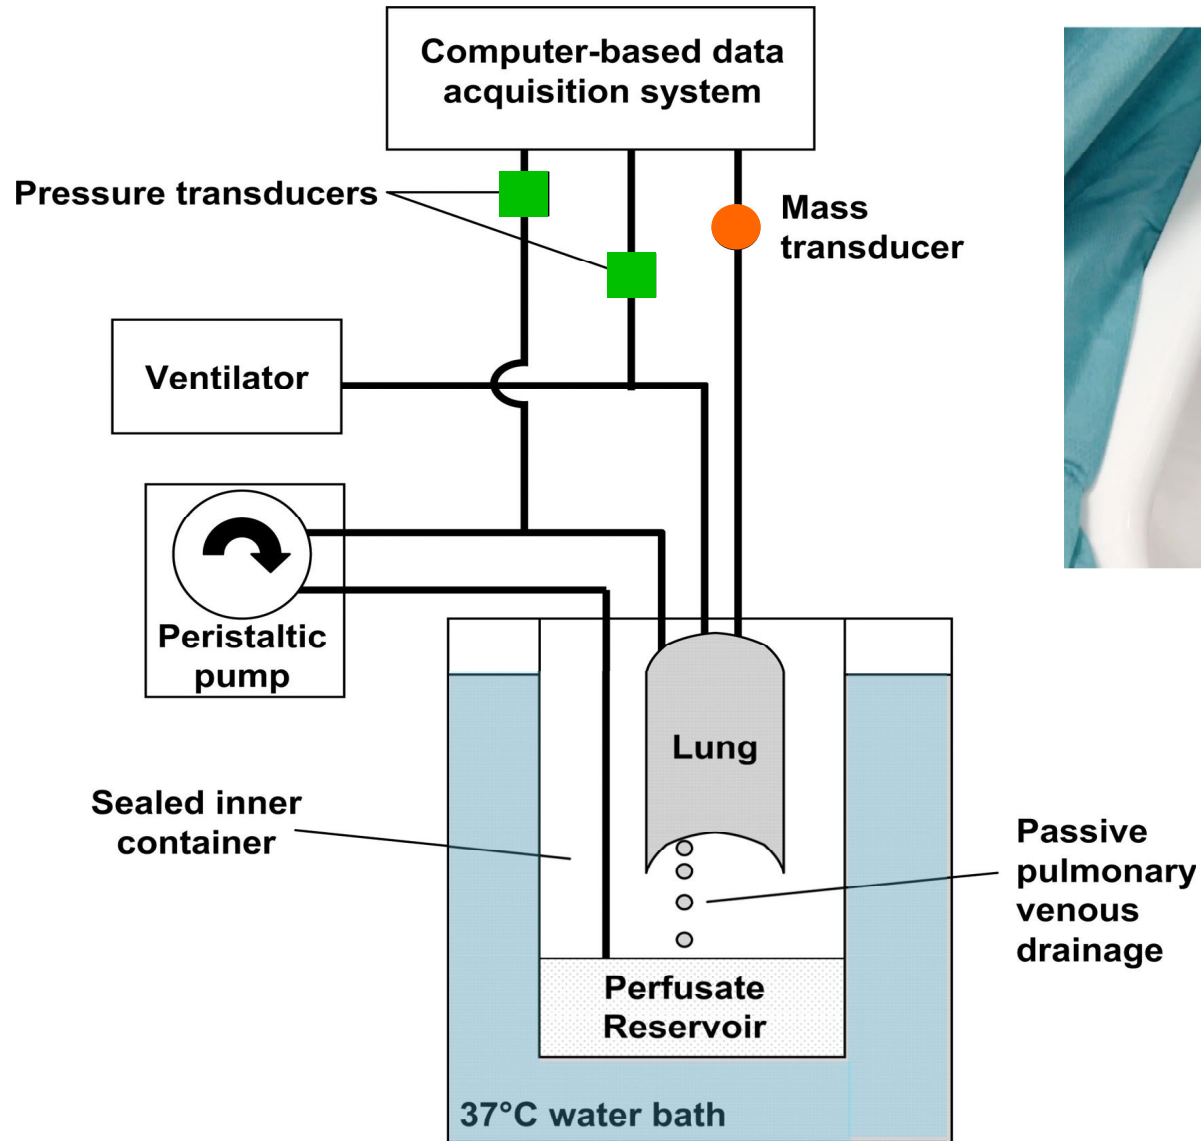 Computer-based data
acquisition system
Pressure transducers
Mass
transducer
Ventilator
Peristaltic
pump
Lung
Sealed inner
container
Passive
pulmonary
venous
drainage
Perfusate
Reservoir
37°C water bath